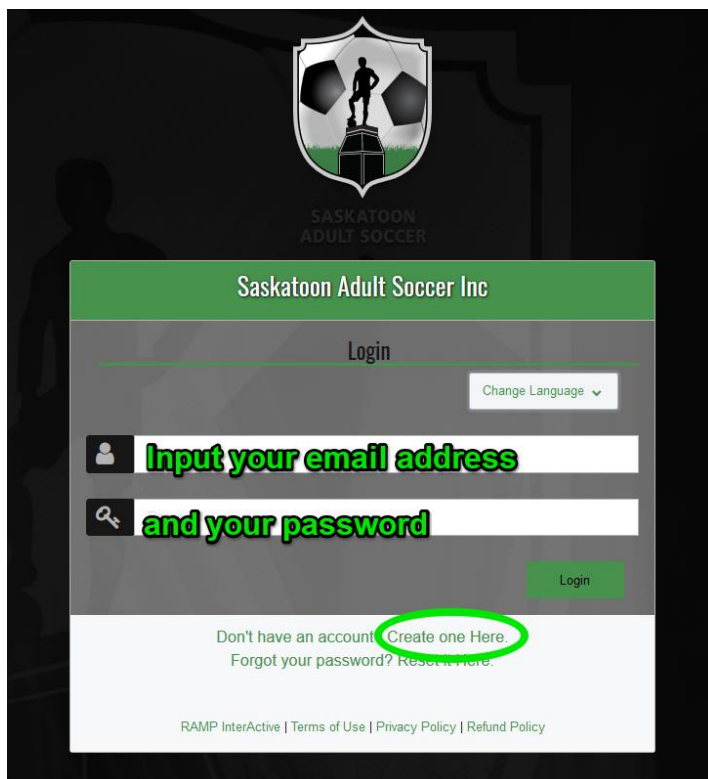 SASKATOON
ADULT SOCCER
Saskatoon Adult Soccer Inc
Login
Change Language
Input your email address
and your password
Login
Don't have an account? Create one Here.
Forgot your password? Reset it Here.
RAMP InterActive | Terms of Use | Privacy Policy | Refund Policy